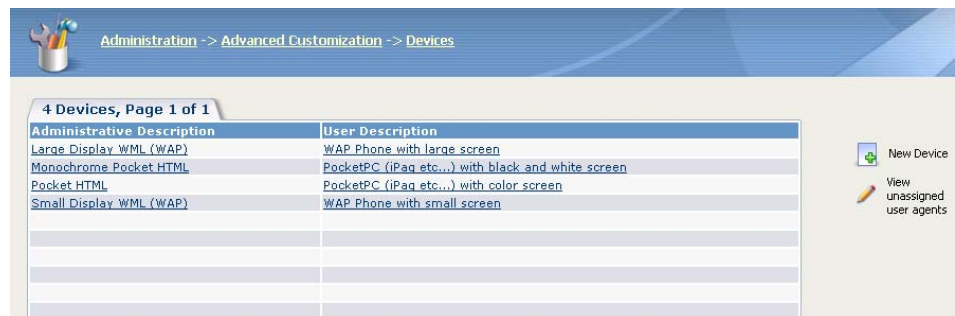 Administration -> Advanced Customization -> Devices
4 Devices, Page 1 of 1
Administrative Description User Description
Large Display WML (WAP) WAP Phone with large screen
Monochrome Pocket HTML PocketPC (iPaq etc...) with black and white screen
Pocket HTML PocketPC (iPaq etc...) with color screen
Small Display WML (WAP) WAP Phone with small screen
New Device
View
unassigned
user agents